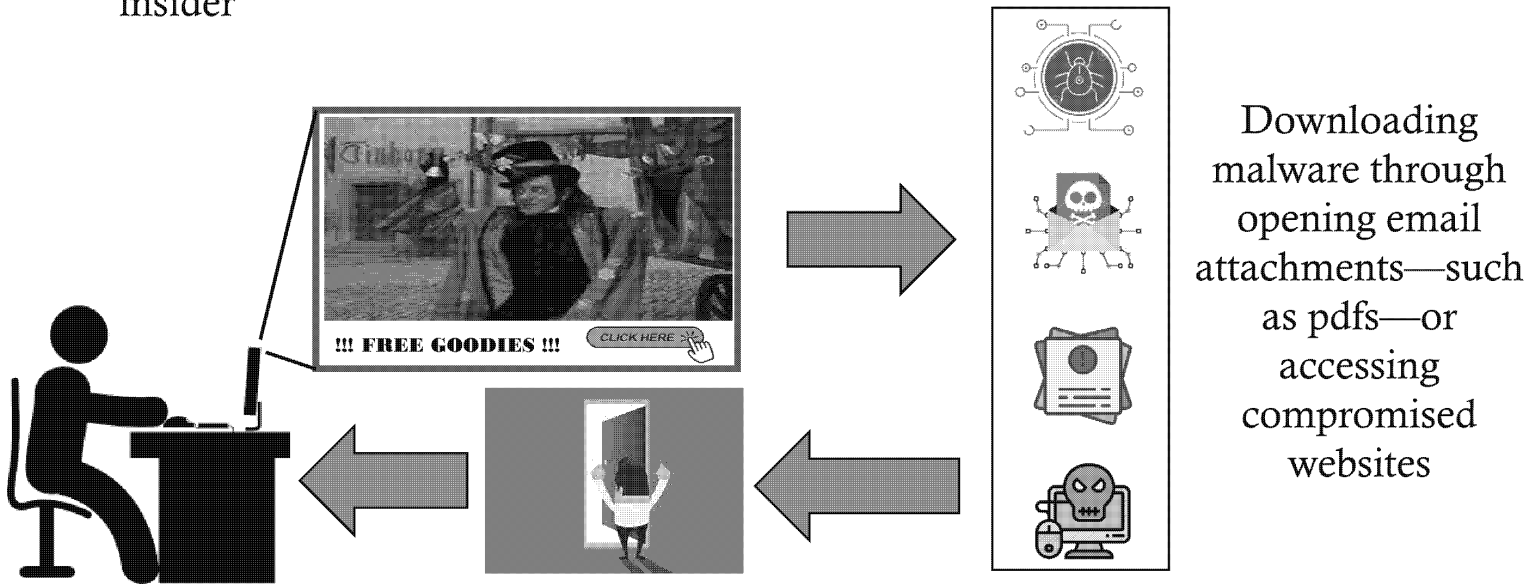 insider
!!! FREE GOODIES !!!
CLICK HERE
Downloading
malware through
opening email
attachments—such
as pdfs—or
accessing
compromised
websites